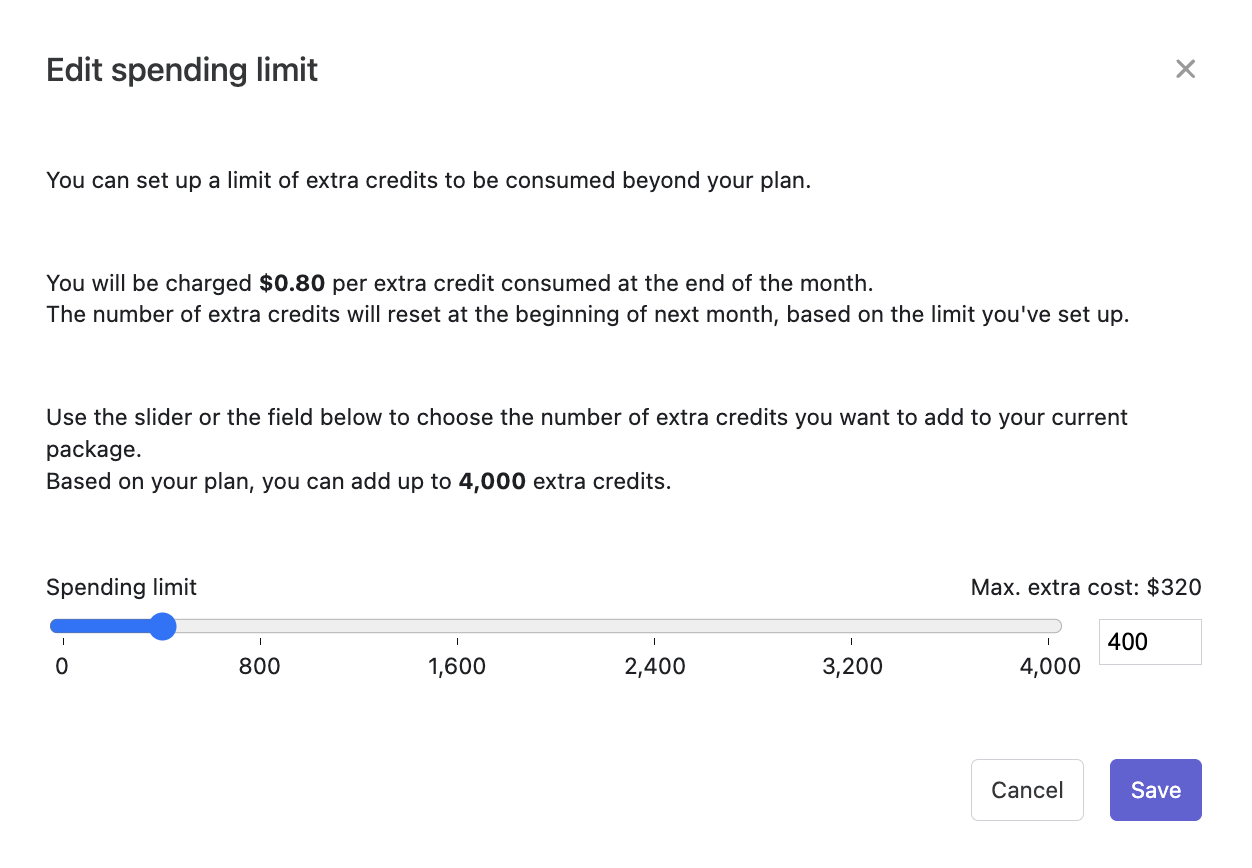 Edit spending limit
You can set up a limit of extra credits to be consumed beyond your plan.
You will be charged $0.80 per extra credit consumed at the end of the month.
The number of extra credits will reset at the beginning of next month, based on the limit you've set up.
Use the slider or the field below to choose the number of extra credits you want to add to your current
package.
Based on your plan, you can add up to 4,000 extra credits.
Spending limit
Max. extra cost: $320
400
0
800
1,600
2,400
3,200
4,000
Cancel
Save